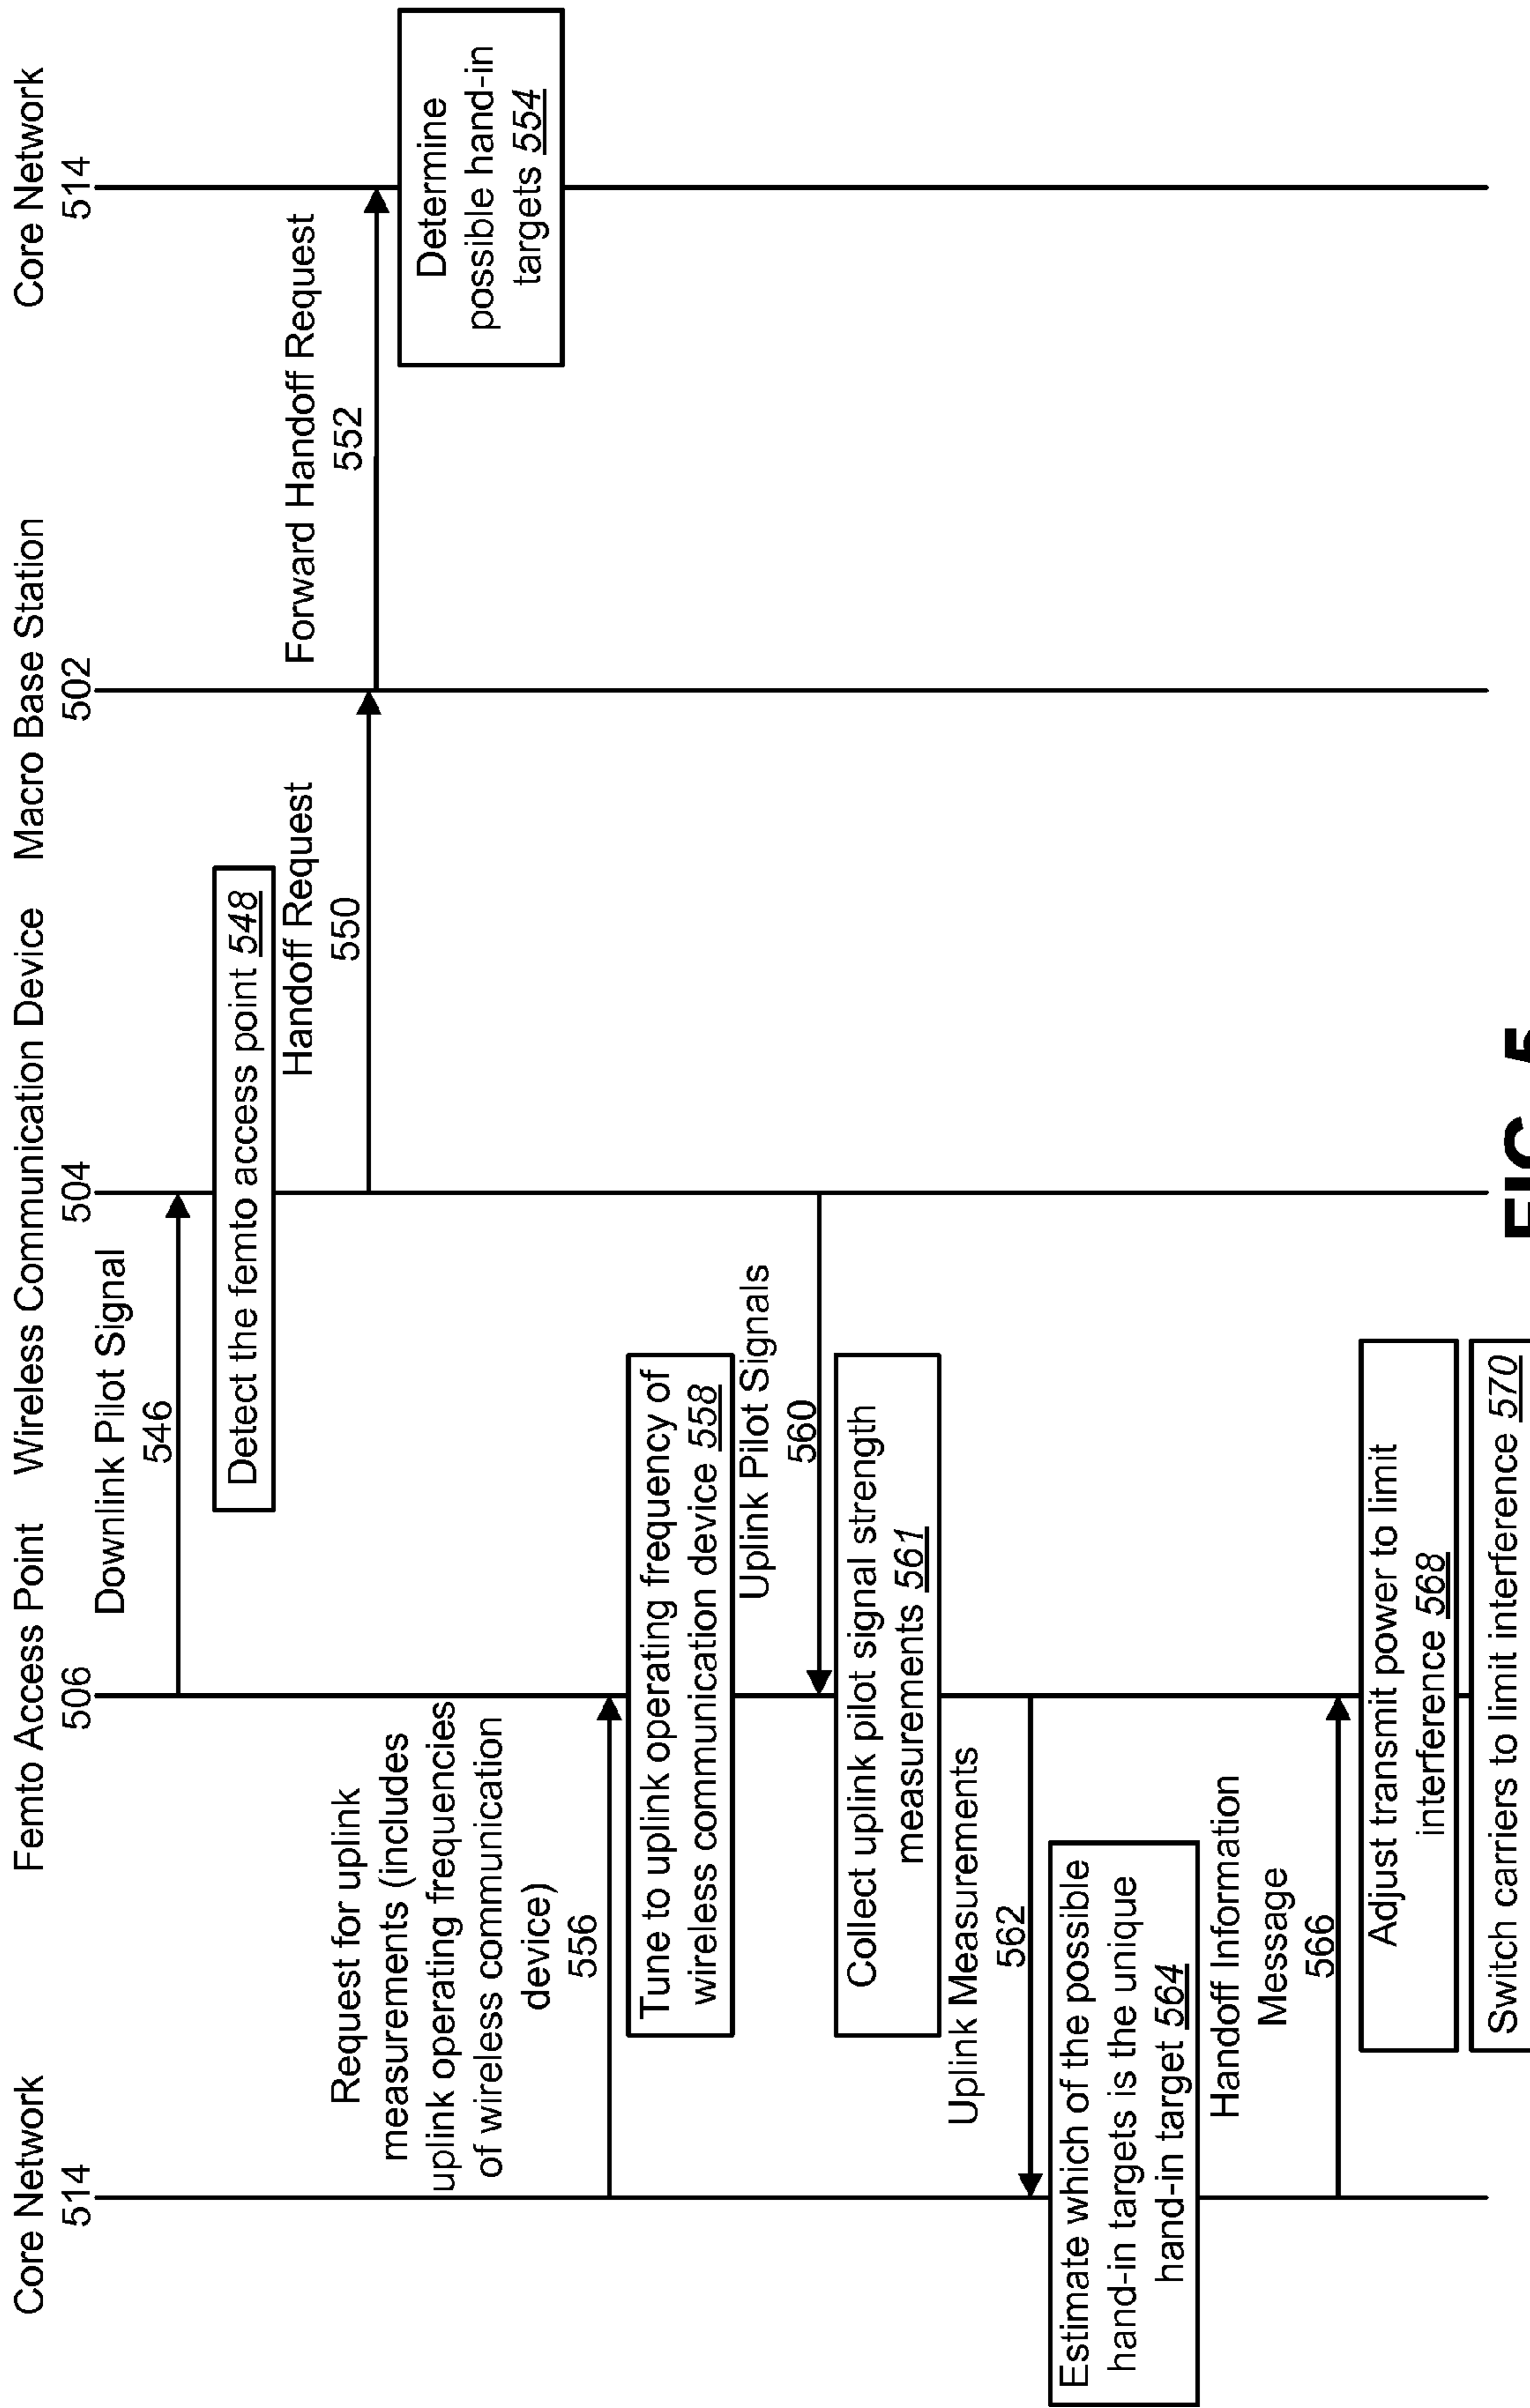 Core Network
514
Femto Access Point
506
Wireless Communication Device
504
Macro Base Station
502
Core Network
514
Downlink Pilot Signal
546
Detect the femto access point 548
Handoff Request
550
Forward Handoff Request
552
Determine
possible hand-in
targets 554
Request for uplink
measurements (includes
uplink operating frequencies
of wireless communication
device)
556
Tune to uplink operating frequency of
wireless communication device 558
Uplink Pilot Signals
560
Collect uplink pilot signal strength
measurements 561
Uplink Measurements
562
Estimate which of the possible
hand-in targets is the unique
hand-in target 564
Handoff Information
Message
566
Adjust transmit power to limit
interference 568
Switch carriers to limit interference 570
FIG. 5